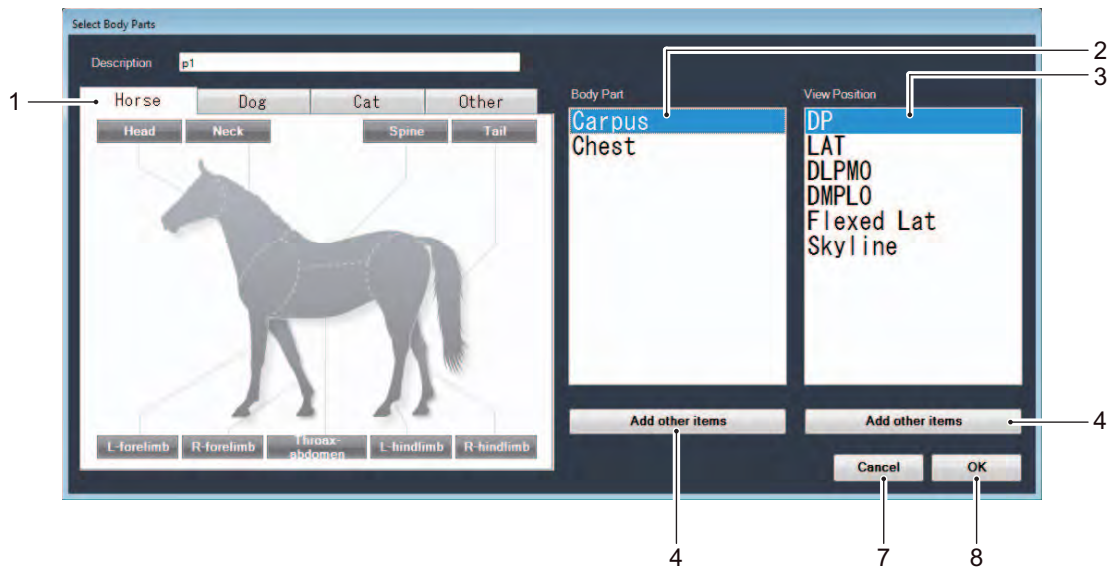 Select Body Parts
Description p1
Horse Dog Cat Other
Head Neck Spine Tail
L-forelimb R-forelimb Throax-abdomen L-hindlimb R-hindlimb
Body Part
Carpus
Chest
Add other items
View Position
DP
LAT
DLPMO
DMPLO
Flexed Lat
Skyline
Add other items
Cancel OK
1
2
3
4
4
7
8